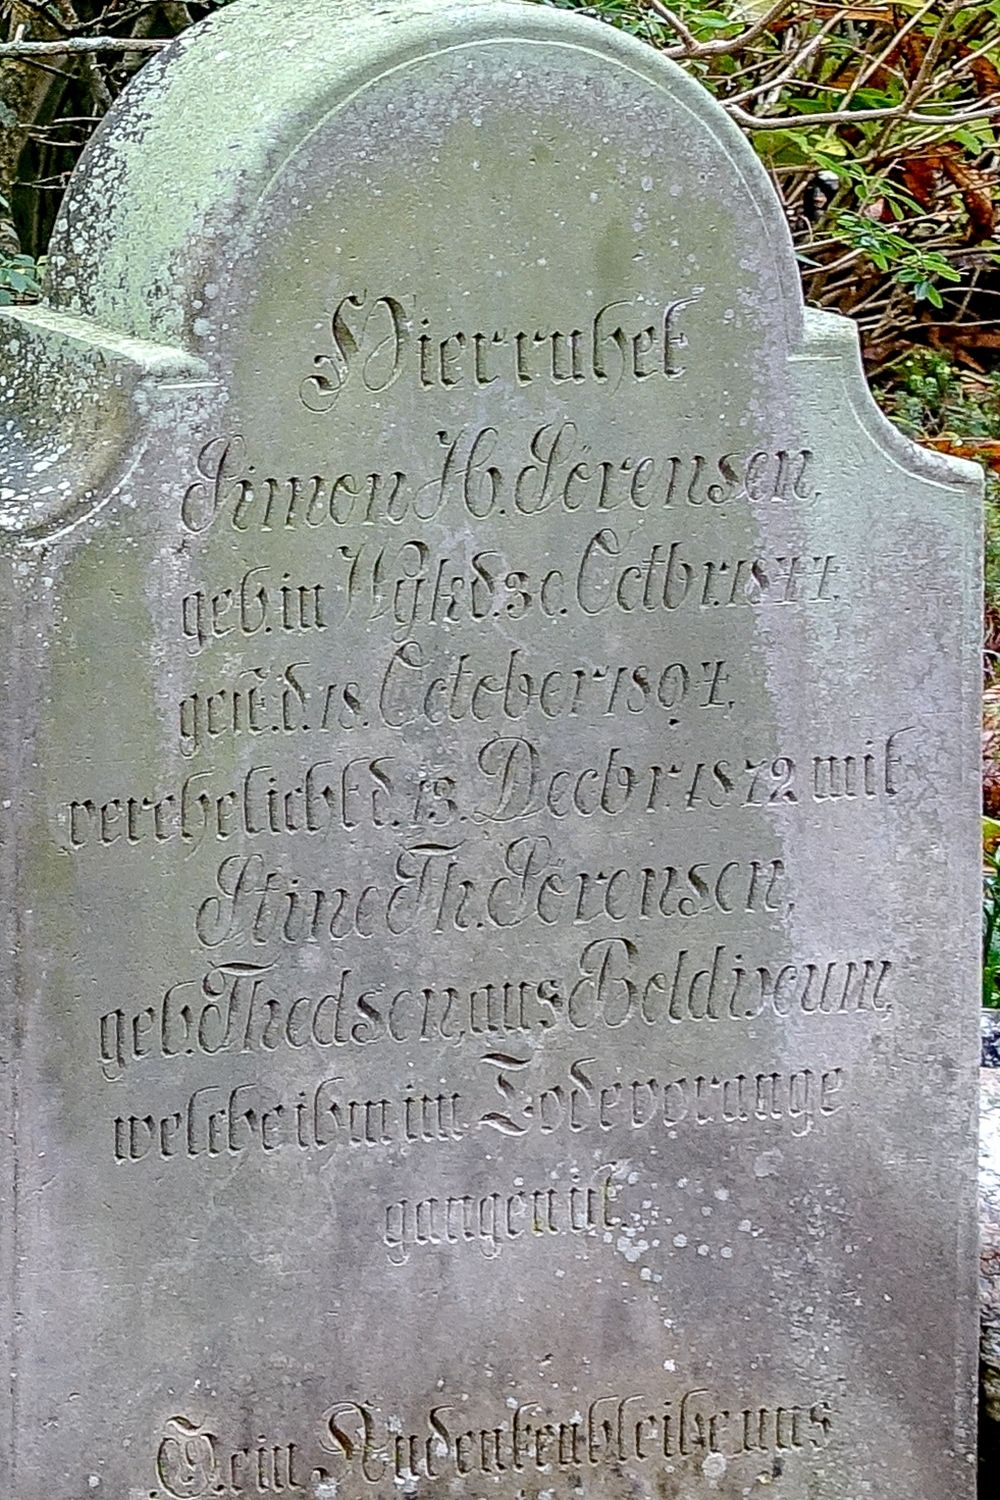 Hier ruhet
Simon H. Sörensen,
geb. in Wyk d. 30. Octbr. 1844.
gest. d. 18. October 1894.
verehelicht d. 13. Decbr. 1872 mit
Stine Th. Sörensen,
geb. Thedsen, aus Boldixum,
welche ihm im Tode vorange
gangen ist.
Dein Andenken bleibe uns